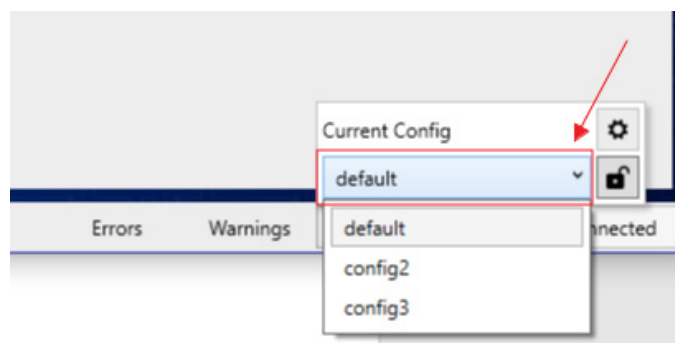 Current Config
default
Errors Warnings default nnected
config2
config3